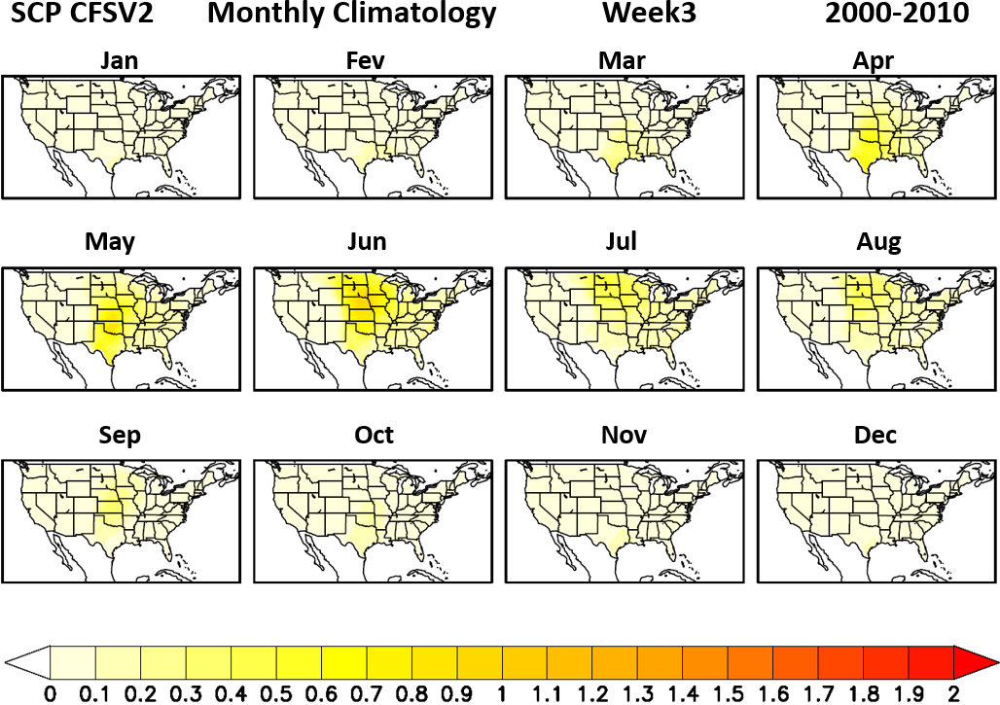 SCP CFSV2 Monthly Climatology Week3 2000-2010
Jan Fev Mar Apr
May Jun Jul Aug
Sep Oct Nov Dec
0 0.1 0.2 0.3 0.4 0.5 0.6 0.7 0.8 0.9 1 1.1 1.2 1.3 1.4 1.5 1.6 1.7 1.8 1.9 2